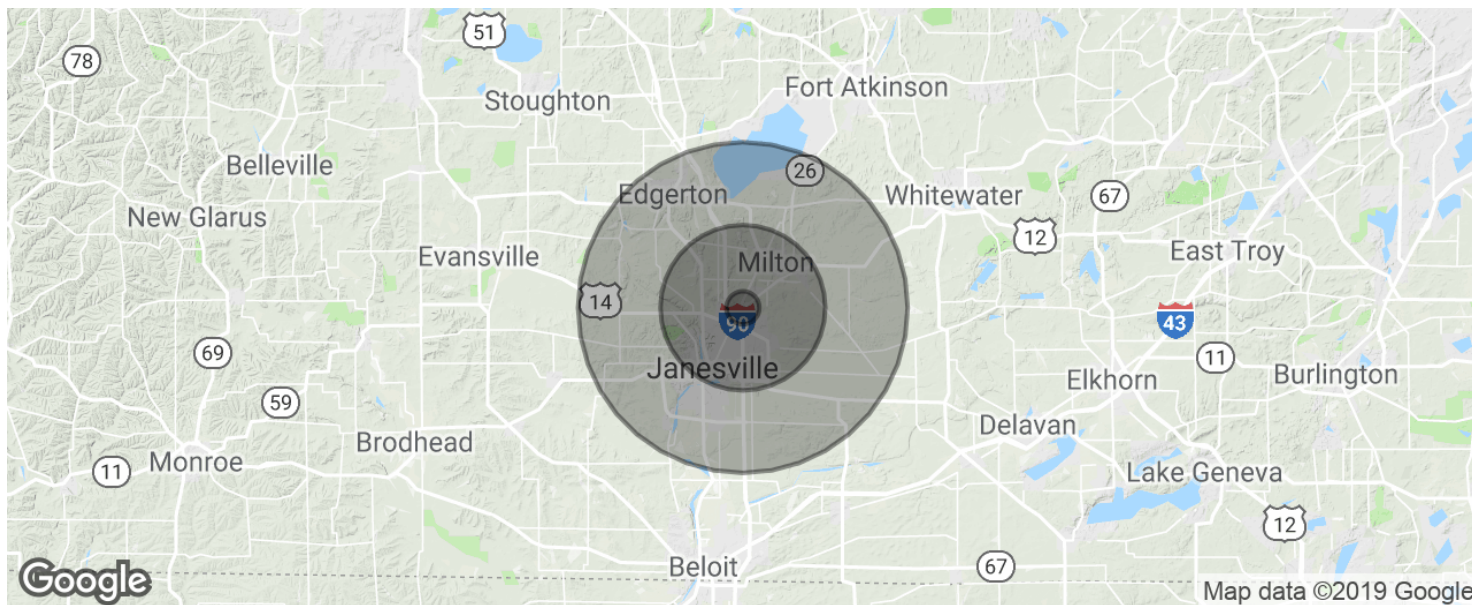 51
78
Fort Atkinson
Stoughton
Belleville
26
Edgerton
Whitewater
67
New Glarus
12
Evansville
East Troy
Milton
14
90
43
69
11
Janesville
Elkhorn
Burlington
59
Delavan
Brodhead
Monroe
11
Lake Geneva
12
Beloit
67
Google
Map data ©2019 Google